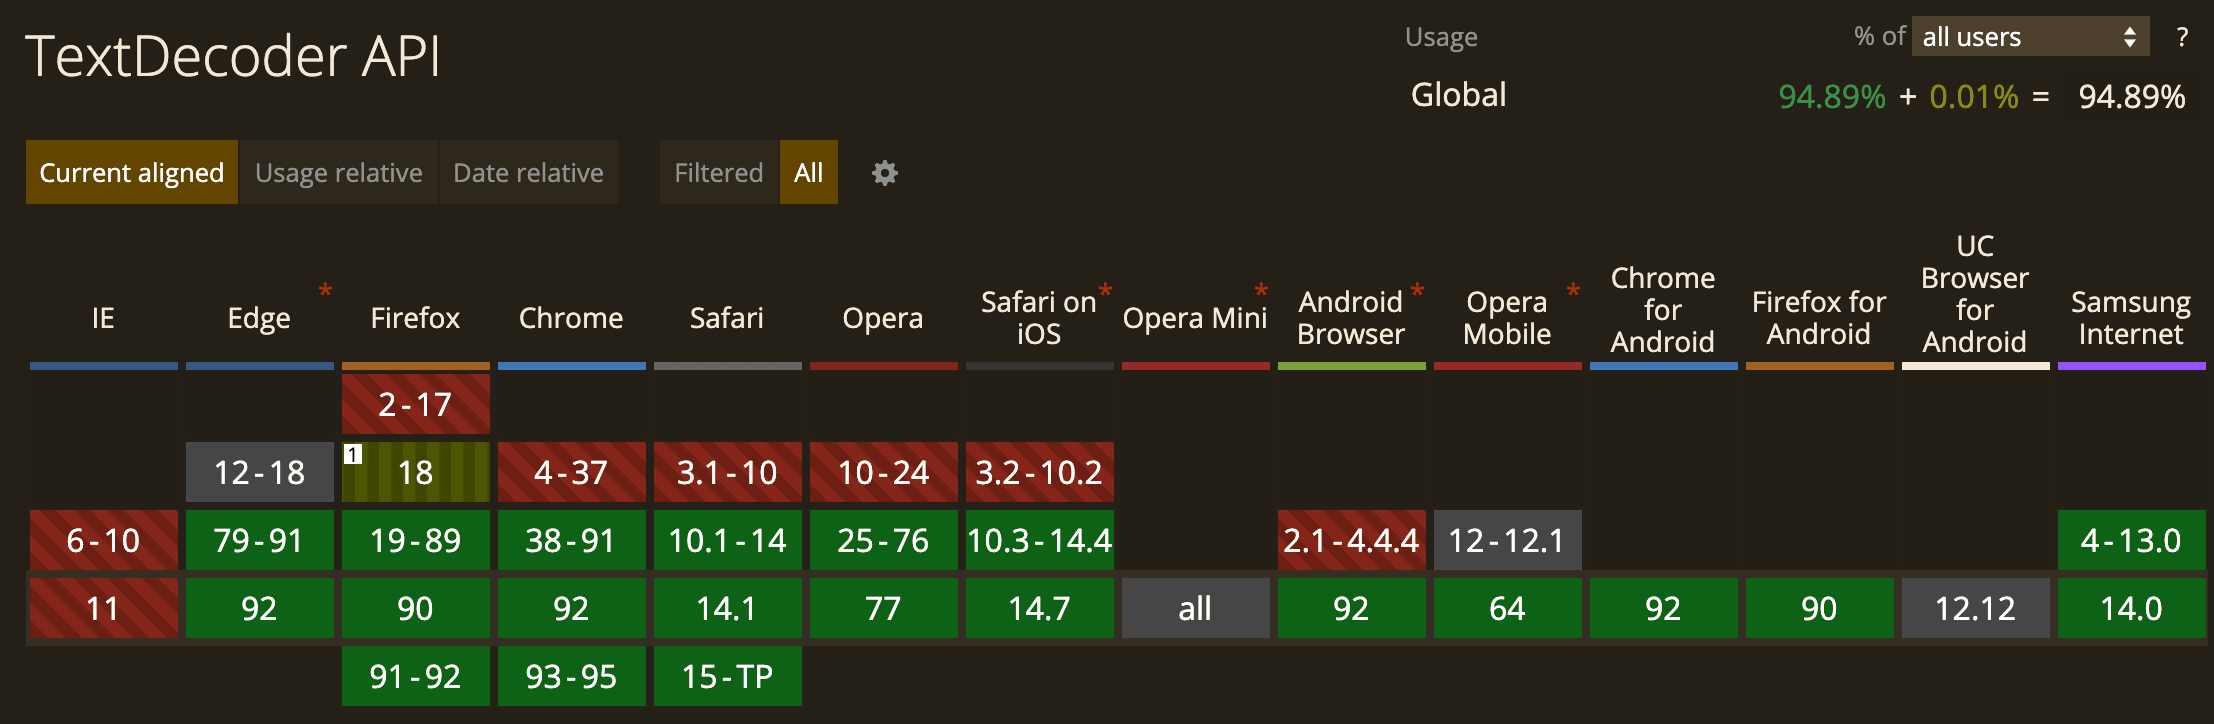 TextDecoder API
Usage
% of all users ?
Global
94.89% + 0.01% = 94.89%
Current aligned Usage relative Date relative Filtered All
IE
Edge *
Firefox
Chrome
Safari
Opera
Safari on *
iOS
Opera Mini *
Android *
Browser
Opera *
Mobile
Chrome
for
Android
Firefox for
Android
UC
Browser
for
Android
Samsung
Internet
2-17
12-18 1 18 4-37 3.1-10 10-24 3.2-10.2
6-10 79-91 19-89 38-91 10.1-14 25-76 10.3-14.4 2.1-4.4.4 12-12.1 4-13.0
11 92 90 92 14.1 77 14.7 all 92 64 92 90 12.12 14.0
91-92 93-95 15-TP